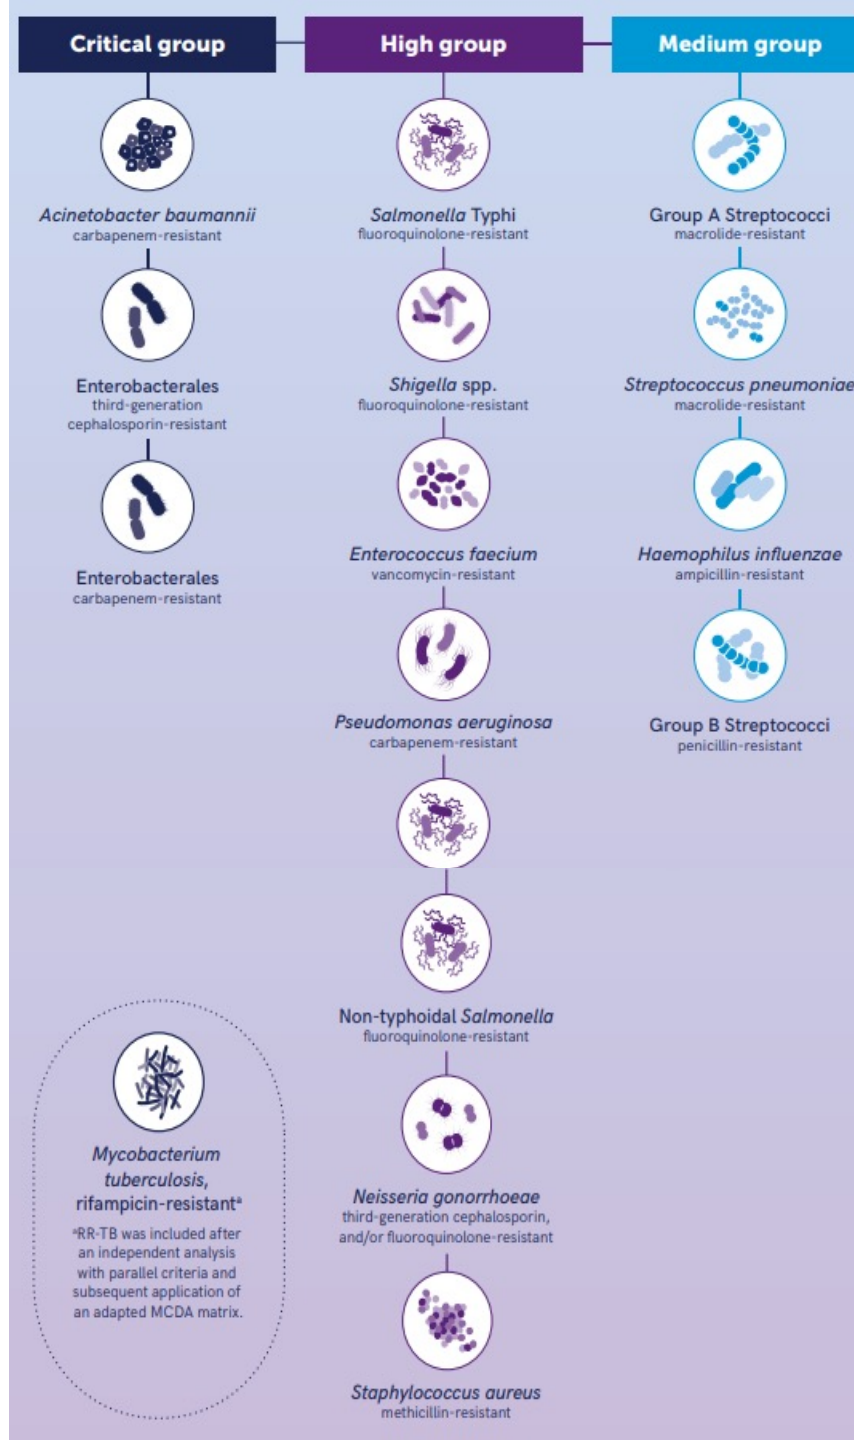 Critical group
High group
Medium group
Acinetobacter baumannii
carbapenem-resistant
Enterobacterales
third-generation
cephalosporin-resistant
Enterobacterales
carbapenem-resistant
Mycobacterium
tuberculosis,
rifampicin-resistantᵃ
ᵃRR-TB was included after
an independent analysis
with parallel criteria and
subsequent application of
an adapted MCDA matrix.
Salmonella Typhi
fluoroquinolone-resistant
Shigella spp.
fluoroquinolone-resistant
Enterococcus faecium
vancomycin-resistant
Pseudomonas aeruginosa
carbapenem-resistant
Non-typhoidal Salmonella
fluoroquinolone-resistant
Neisseria gonorrhoeae
third-generation cephalosporin,
and/or fluoroquinolone-resistant
Staphylococcus aureus
methicillin-resistant
Group A Streptococci
macrolide-resistant
Streptococcus pneumoniae
macrolide-resistant
Haemophilus influenzae
ampicillin-resistant
Group B Streptococci
penicillin-resistant